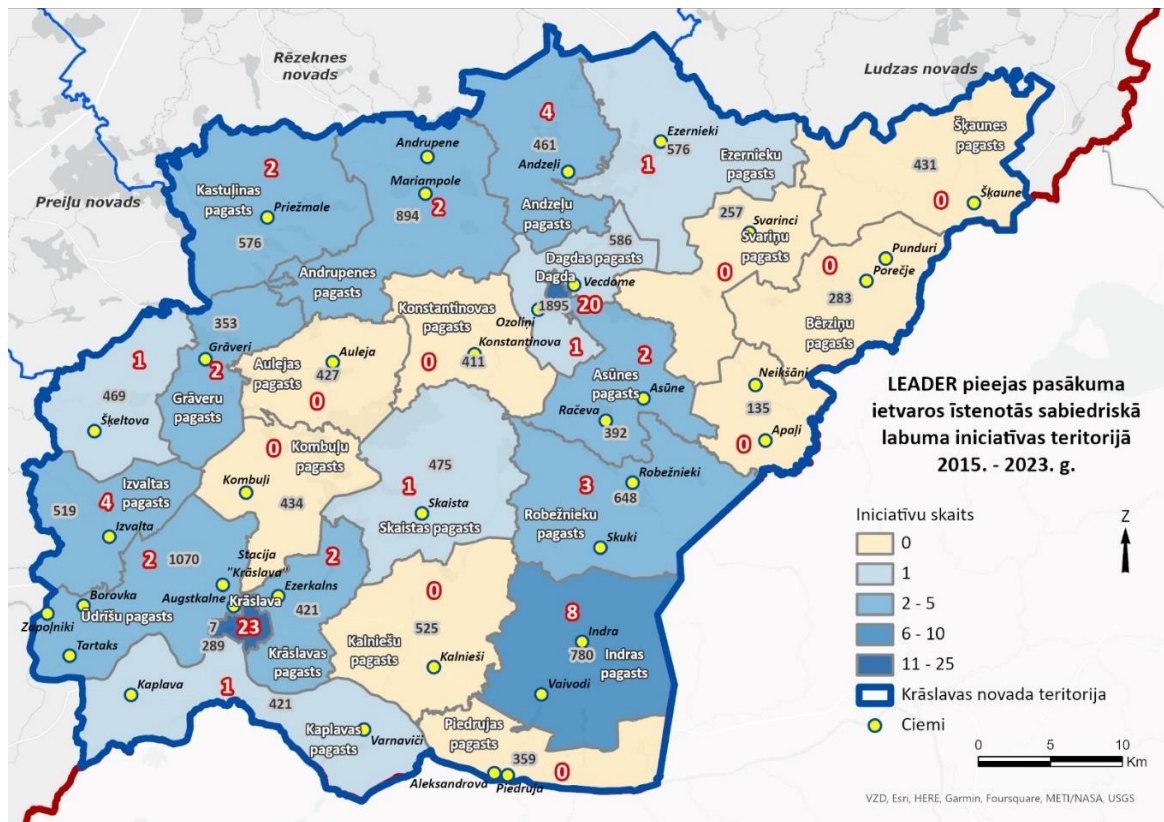 Rēzeknes
novads
Ludzas novads
Preiļu novads
4
461
Andzeļi
Andzeļu
pagasts
Ezernieki
576
1
Ezernieku
pagasts
Šķaunes
pagasts
431
0
Šķaune
2
Kastuļinas
pagasts
Priežmale
576
Andrupene
Mariampole
894
2
Andrupenes
pagasts
257
Svarinci
Svariņu
pagasts
0
Punduri
0
Porečje
283
Bērziņu
pagasts
586
Dagdas pagasts
Dagda
Vecdome
1895
20
Ozoliņi
1
Konstantinovas
pagasts
Konstantinova
0
411
353
Grāveri
2
Grāveru
pagasts
Auleja
Aulejas
pagasts
427
0
1
469
Šķeltova
2
Asūnes
pagasts
Asūne
Račeva
392
Neikšāni
135
Apaļi
0
0
Kombuļu
pagasts
Kombuļi
434
475
1
Skaista
Skaistas pagasts
3
Robežnieki
648
Robežnieku
pagasts
Skuki
Izvaltas
pagasts
519
4
Izvalta
2
1070
Stacija
"Krāslava"
Borovka
Augstkalne
Ūdrīšu pagasts
Zapoļniki
Tartaks
Krāslava
23
7
289
2
Ezerkalns
421
Krāslavas
pagasts
0
525
Kalniešu
pagasts
Kalnieši
8
Indra
780
Indras
pagasts
Vaivodi
Kaplava
1
421
Kaplavas
pagasts
Varnaviči
Piedrujas
pagasts
359
0
Aleksandrova
Piedruja
LEADER pieejas pasākuma
ietvaros īstenotās sabiedriskā
labuma iniciatīvas teritorijā
2015. - 2023. g.
Iniciatīvu skaits
0
1
2 - 5
6 - 10
11 - 25
Krāslavas novada teritorija
Ciemi
Z
0 5 10
Km
VZD, Esri, HERE, Garmin, Foursquare, METI/NASA, USGS